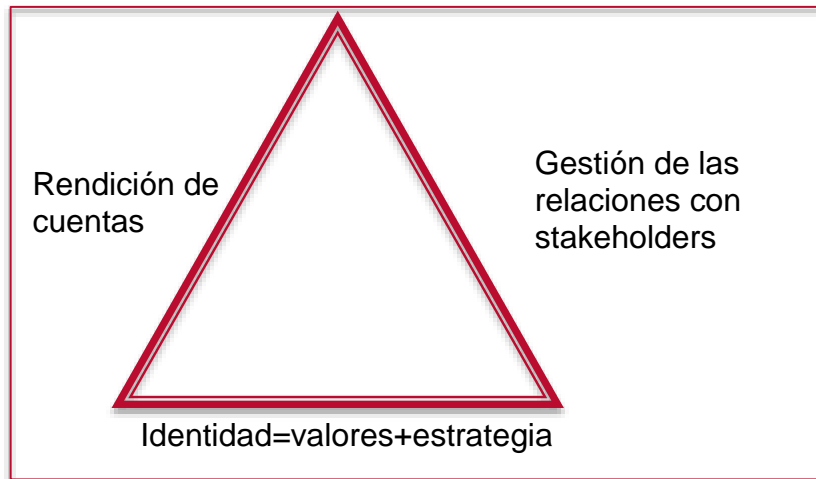 Rendición de
cuentas
Gestión de las
relaciones con
stakeholders
Identidad=valores+estrategia